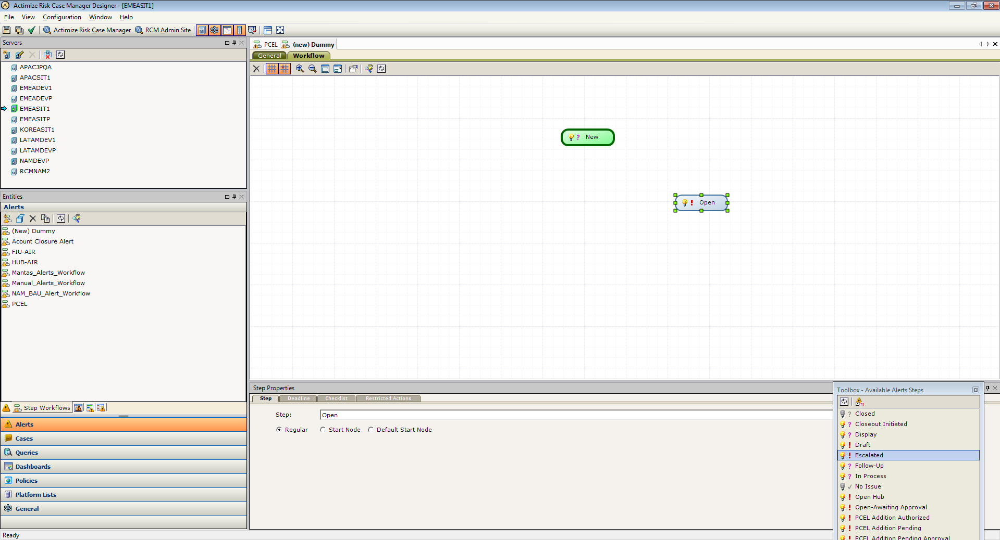 Actimize Risk Case Manager Designer - [EMEASIT1]
File View Configuration Window Help
Actimize Risk Case Manager RCM Admin Site
Servers
APACJPQA
APACSIT1
EMEADEV1
EMEADEVP
EMEASIT1
EMEASITP
KOREASIT1
LATAMDEV1
LATAMDEVP
NAMDEVP
RCMNAM2
Entities
Alerts
(New) Dummy
Acount Closure Alert
FIU-AIR
HUB-AIR
Mantas_Alerts_Workflow
Manual_Alerts_Workflow
NAM_BAU_Alert_Workflow
PCEL
Step Workflows
Alerts
Cases
Queries
Dashboards
Policies
Platform Lists
General
Ready
PCEL (new) Dummy
General Workflow
? New
! Open
Step Properties
Step Deadline Checklist Restricted Actions
Step: Open
Regular Start Node Default Start Node
Toolbox - Available Alerts Steps
? Closed
? Closeout Initiated
? Display
! Draft
! Escalated
? Follow-Up
? In Process
No Issue
! Open Hub
! Open-Awaiting Approval
! PCEL Addition Authorized
! PCEL Addition Pending
! PCEL Addition Pending Approval